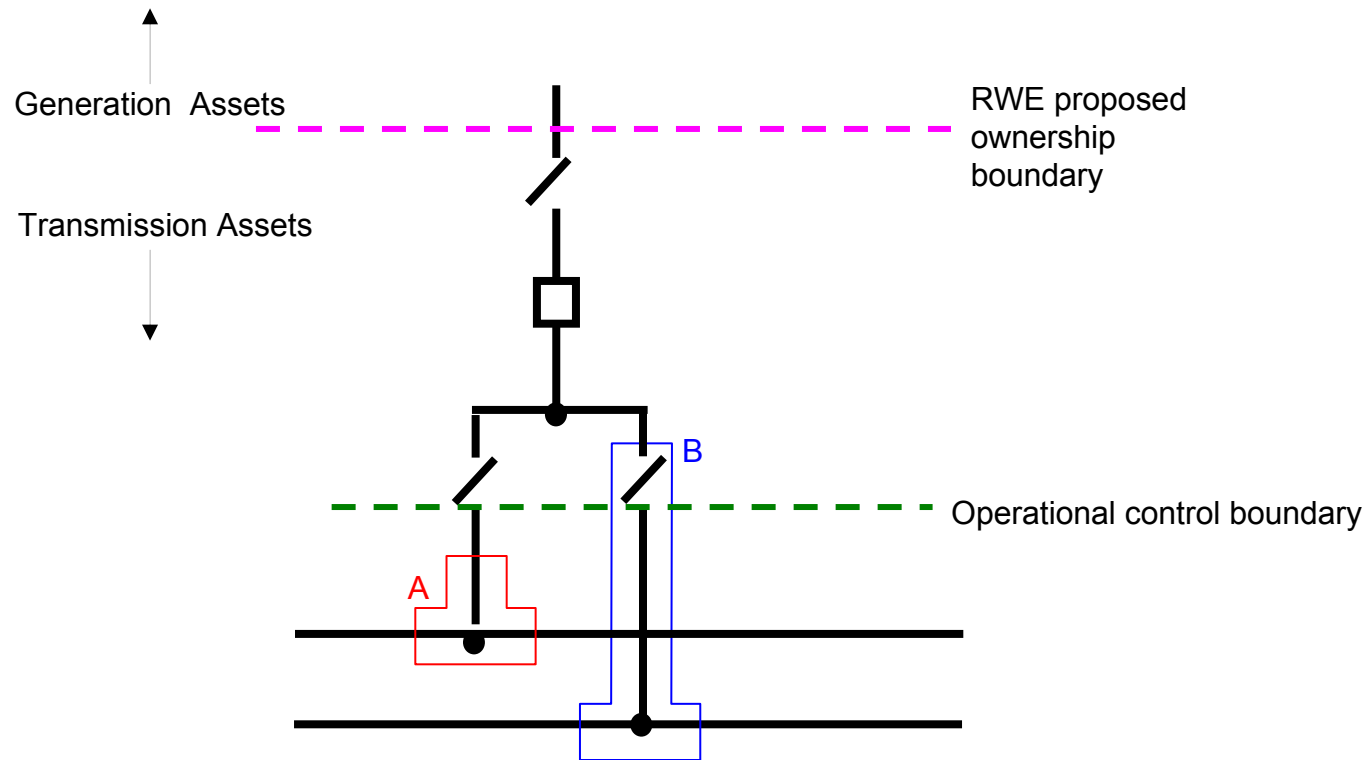 Generation  Assets
RWE proposed
ownership
boundary
Transmission Assets
B
Operational control boundary
A